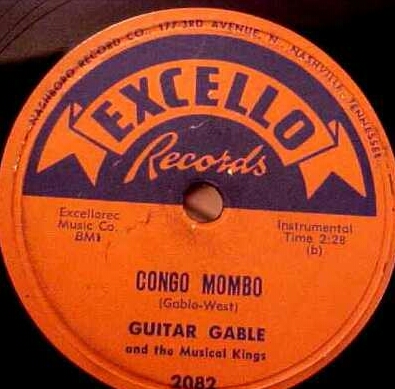 NASHBORO RECORD CO., 177-3RD AVENUE, N., NASHVILLE, TENNESSEE
EXCELLO
Records
Excellorec
Music Co.
BMI
Instrumental
Time 2:28
(b)
CONGO MOMBO
(Gable-West)
GUITAR GABLE
and the Musical Kings
2082